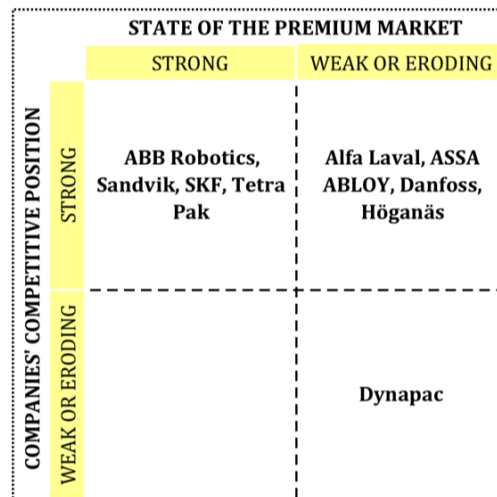 STATE OF THE PREMIUM MARKET
STRONG
WEAK OR ERODING
COMPANIES' COMPETITIVE POSITION
STRONG
ABB Robotics,
Sandvik, SKF, Tetra
Pak
Alfa Laval, ASSA
ABLOY, Danfoss,
Höganäs
WEAK OR ERODING
Dynapac